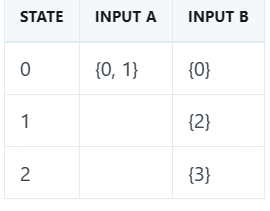 STATE INPUT A INPUT B
0 {0, 1} {0}
1 {2}
2 {3}